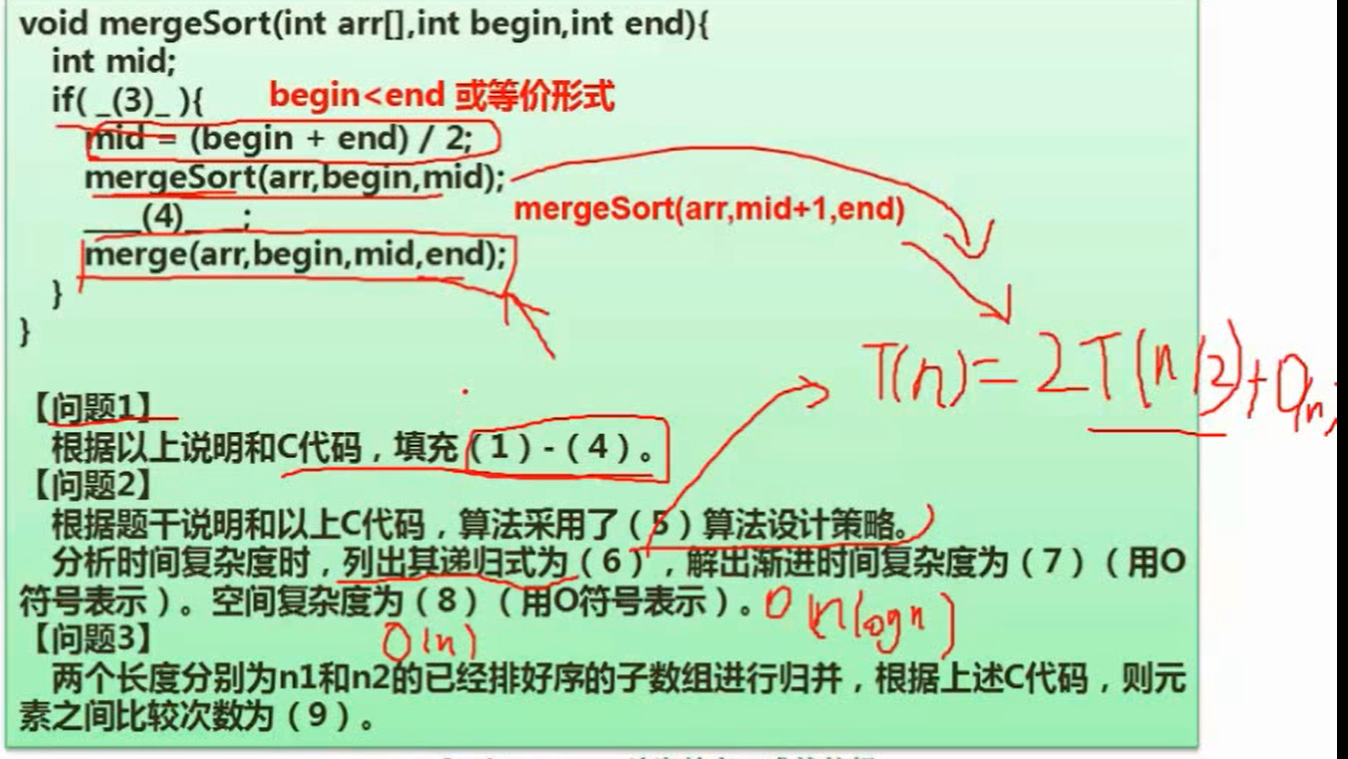 void mergeSort(int arr[],int begin,int end){
int mid;
if( _(3)_ ){ begin<end 或等价形式
mid = (begin + end) / 2;
mergeSort(arr,begin,mid);
mergeSort(arr,mid+1,end)
____(4)____;
merge(arr,begin,mid,end);
}
}
T(n)=2T(n/2)+O(n)
【问题1】
根据以上说明和C代码，填充（1）-（4）。
【问题2】
根据题干说明和以上C代码，算法采用了（5）算法设计策略。
分析时间复杂度时，列出其递归式为（6），解出渐进时间复杂度为（7）（用O
符号表示）。空间复杂度为（8）（用O符号表示）。 O(nlogn)
【问题3】 O(n)
两个长度分别为n1和n2的已经排好序的子数组进行归并，根据上述C代码，则元
素之间比较次数为（9）。